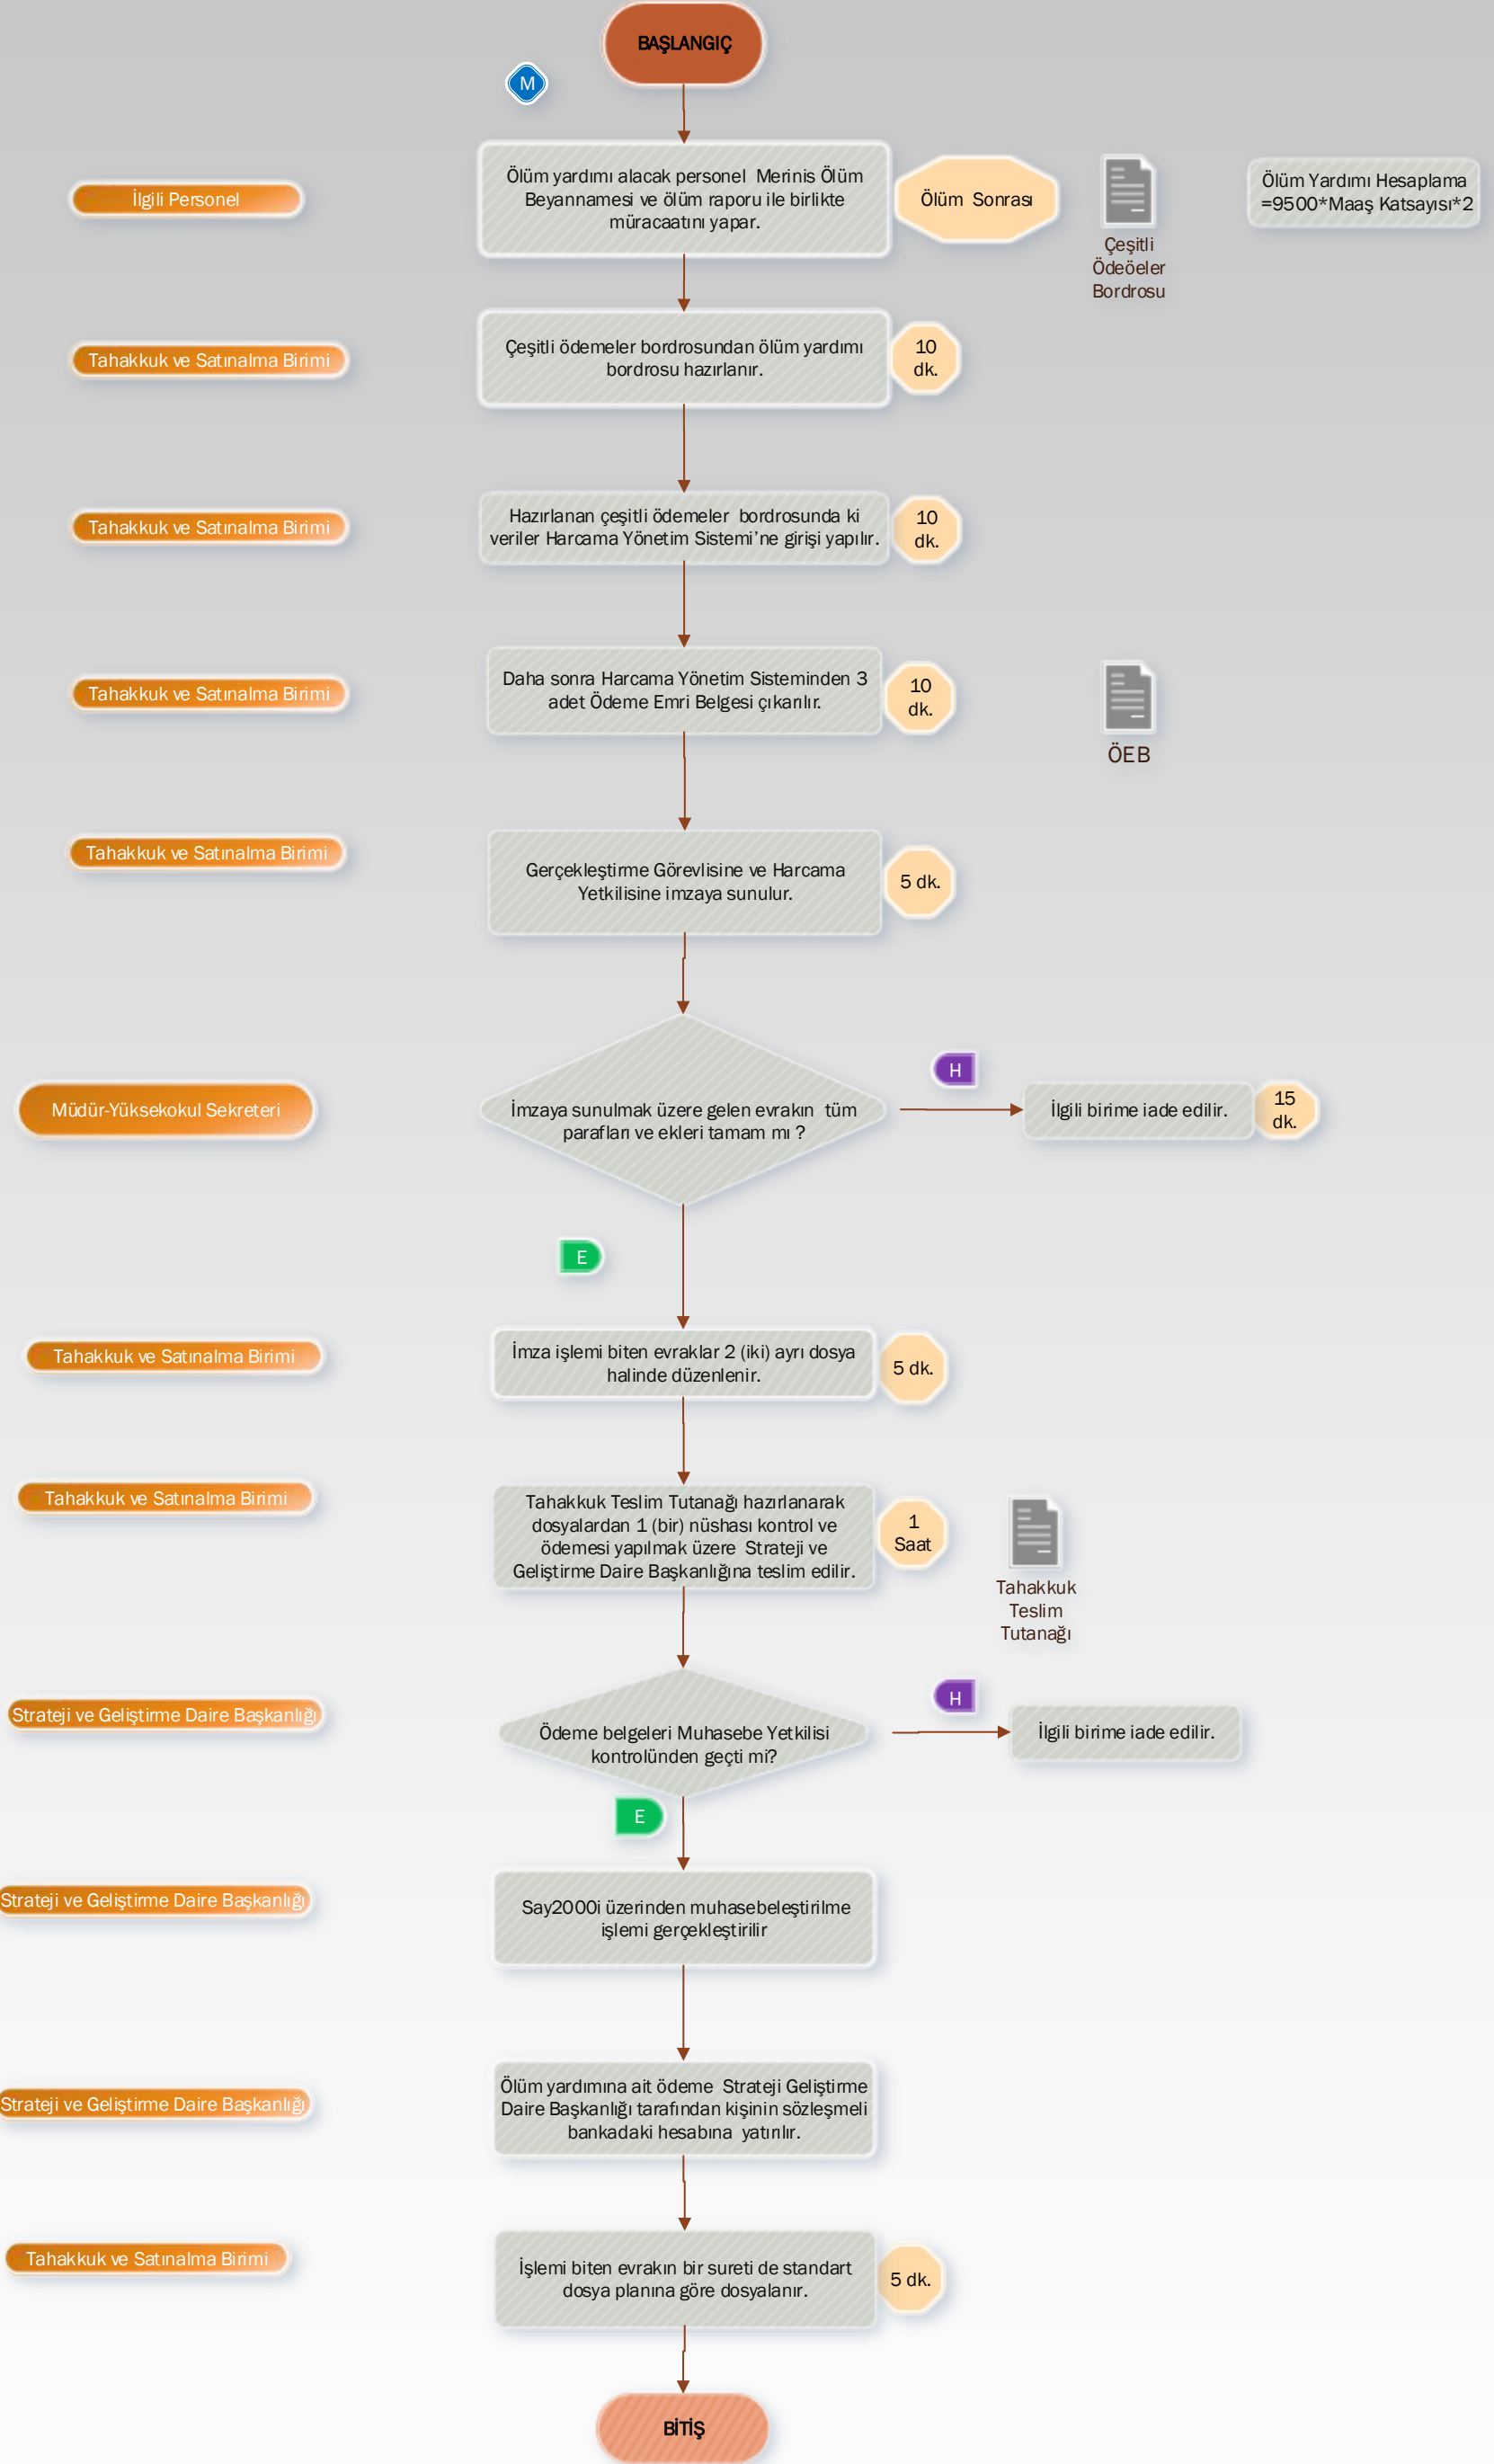 BAŞLANGIÇ
M
İlgili Personel
Ölüm yardımı alacak personel Merinis Ölüm
Beyannamesi ve ölüm raporu ile birlikte
müracaatını yapar.
Ölüm Sonrası
Çeşitli
Ödeöeler
Bordrosu
Ölüm Yardımı Hesaplama
=9500*Maaş Katsayısı*2
Tahakkuk ve Satınalma Birimi
Çeşitli ödemeler bordrosundan ölüm yardımı
bordrosu hazırlanır.
10
dk.
Tahakkuk ve Satınalma Birimi
Hazırlanan çeşitli ödemeler bordrosunda ki
veriler Harcama Yönetim Sistemi'ne girişi yapılır.
10
dk.
Tahakkuk ve Satınalma Birimi
Daha sonra Harcama Yönetim Sisteminden 3
adet Ödeme Emri Belgesi çıkarılır.
10
dk.
ÖEB
Tahakkuk ve Satınalma Birimi
Gerçekleştirme Görevlisine ve Harcama
Yetkilisine imzaya sunulur.
5 dk.
Müdür-Yüksekokul Sekreteri
İmzaya sunulmak üzere gelen evrakın tüm
parafları ve ekleri tamam mı ?
H
İlgili birime iade edilir.
15
dk.
E
Tahakkuk ve Satınalma Birimi
İmza işlemi biten evraklar 2 (iki) ayrı dosya
halinde düzenlenir.
5 dk.
Tahakkuk ve Satınalma Birimi
Tahakkuk Teslim Tutanağı hazırlanarak
dosyalardan 1 (bir) nüshası kontrol ve
ödemesi yapılmak üzere Strateji ve
Geliştirme Daire Başkanlığına teslim edilir.
1
Saat
Tahakkuk
Teslim
Tutanağı
Strateji ve Geliştirme Daire Başkanlığı
Ödeme belgeleri Muhasebe Yetkilisi
kontrolünden geçti mi?
H
İlgili birime iade edilir.
E
Strateji ve Geliştirme Daire Başkanlığı
Say2000i üzerinden muhasebeleştirilme
işlemi gerçekleştirilir
Strateji ve Geliştirme Daire Başkanlığı
Ölüm yardımına ait ödeme Strateji Geliştirme
Daire Başkanlığı tarafından kişinin sözleşmeli
bankadaki hesabına yatırılır.
Tahakkuk ve Satınalma Birimi
İşlemi biten evrakın bir sureti de standart
dosya planına göre dosyalanır.
5 dk.
BİTİŞ